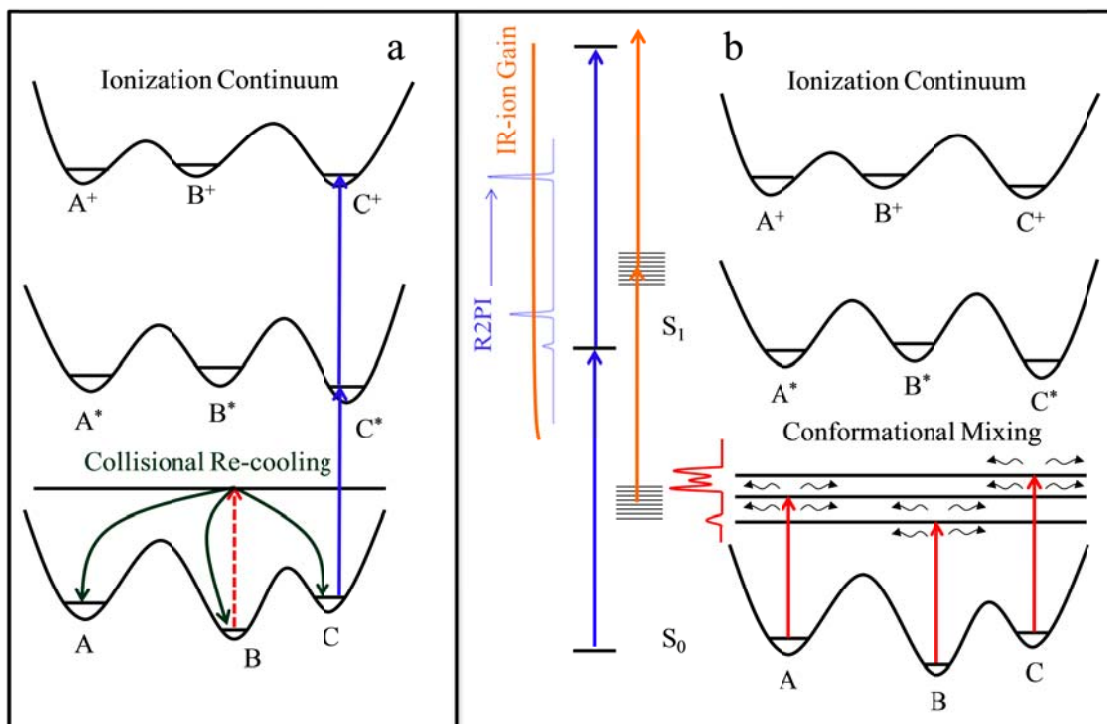 a
Ionization Continuum
A⁺
B⁺
C⁺
A*
B*
C*
Collisional Re-cooling
A
B
C
b
IR-ion Gain
R2PI
S₁
S₀
Ionization Continuum
A⁺
B⁺
C⁺
A*
B*
C*
Conformational Mixing
A
B
C